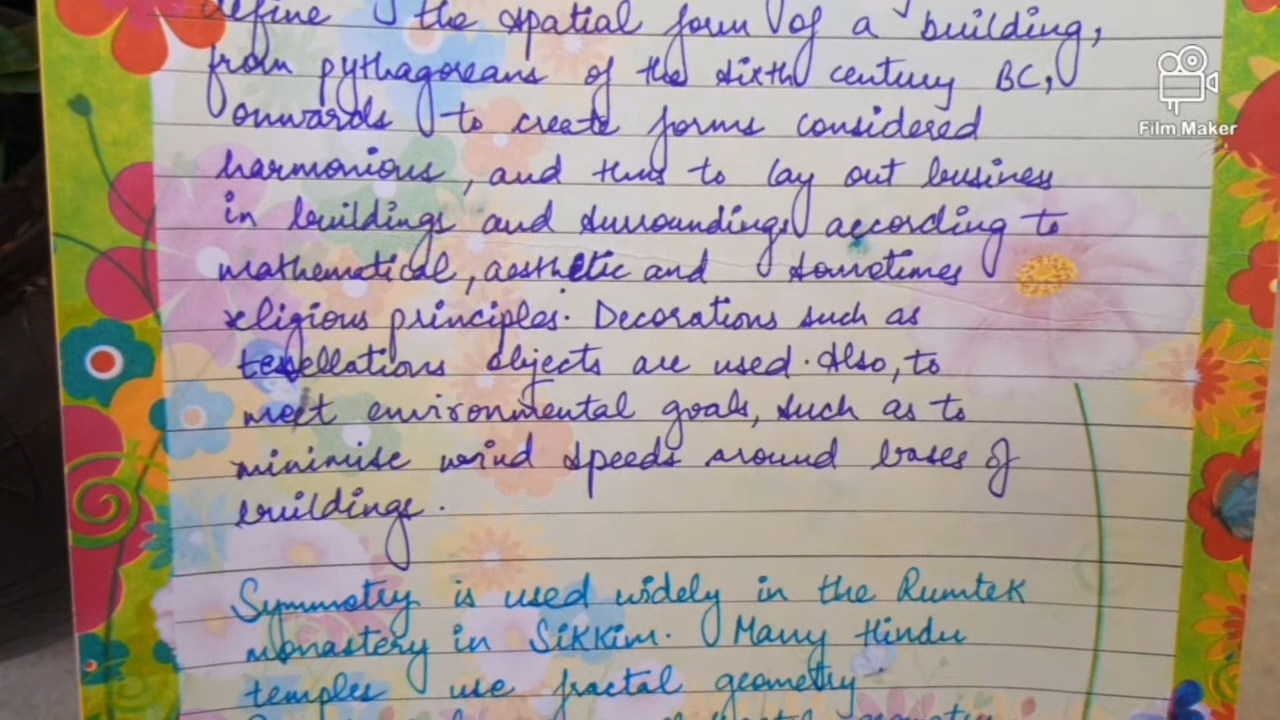 define the spatial form of a building,
from pythagoreans of the sixth century BC,
onwards to create forms considered
harmonious, and thus to lay out business
in buildings and surroundings according to
mathematical, aesthetic and sometimes
religious principles. Decorations such as
tessellations objects are used. Also, to
meet environmental goals, such as to
minimise wind speeds around bases of
buildings.
Symmetry is used widely in the Rumtek
monastery in Sikkim. Many Hindu
temples use fractal geometry
geometry
Film Maker